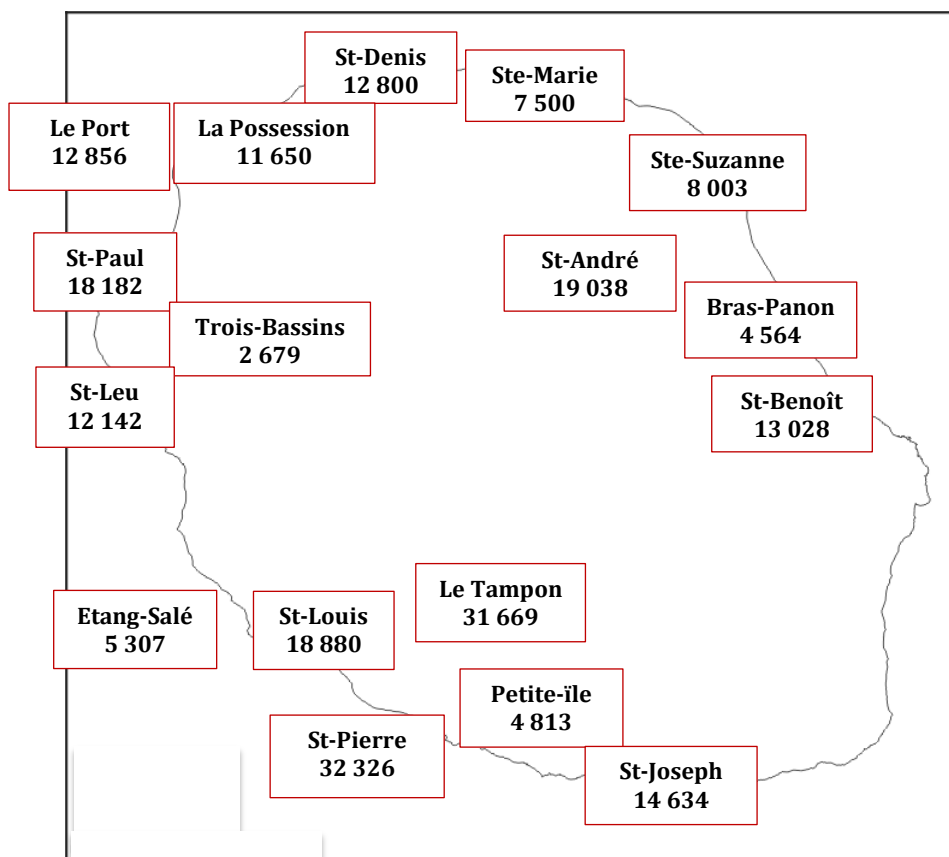 St-Denis
12 800
Ste-Marie
7 500
Le Port
12 856
La Possession
11 650
Ste-Suzanne
8 003
St-Paul
18 182
St-André
19 038
Bras-Panon
4 564
Trois-Bassins
2 679
St-Leu
12 142
St-Benoît
13 028
Le Tampon
31 669
Etang-Salé
5 307
St-Louis
18 880
Petite-ïle
4 813
St-Pierre
32 326
St-Joseph
14 634